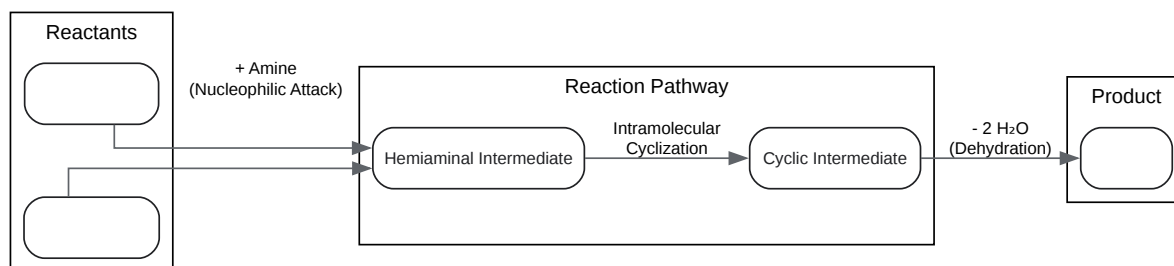 Reactants
+ Amine
(Nucleophilic Attack)
Reaction Pathway
Hemiaminal Intermediate
Intramolecular
Cyclization
Cyclic Intermediate
- 2 H₂O
(Dehydration)
Product